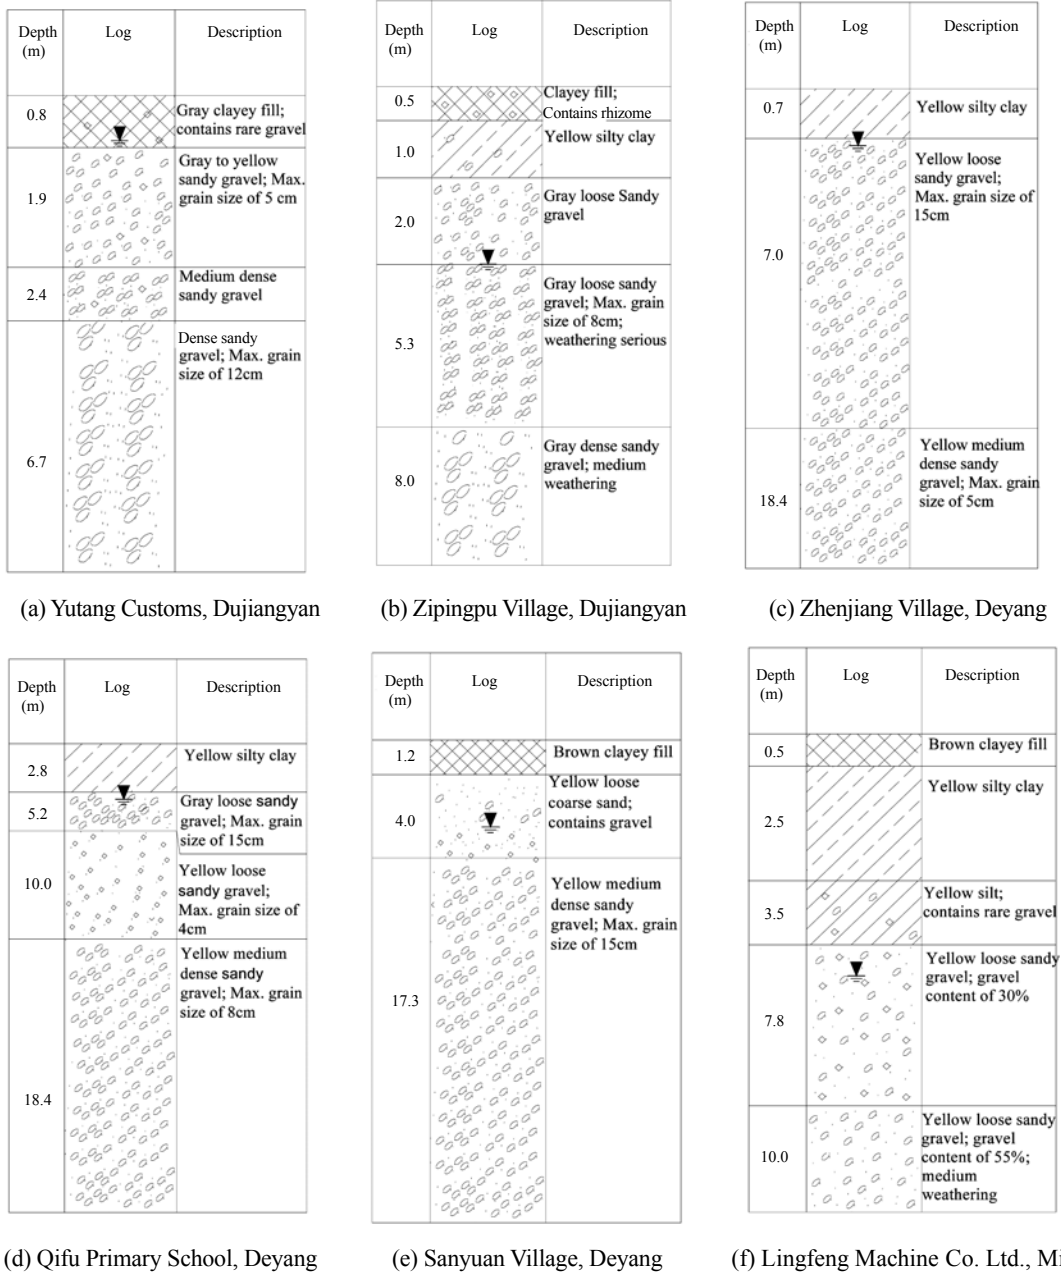 Depth
(m)
Log
Description
0.8
Gray clayey fill;
contains rare gravel
1.9
Gray to yellow
sandy gravel; Max.
grain size of 5 cm
2.4
Medium dense
sandy gravel
6.7
Dense sandy
gravel; Max. grain
size of 12cm
(a) Yutang Customs, Dujiangyan
Depth
(m)
Log
Description
0.5
Clayey fill;
Contains rhizome
1.0
Yellow silty clay
2.0
Gray loose Sandy
gravel
5.3
Gray loose sandy
gravel; Max. grain
size of 8cm;
weathering serious
8.0
Gray dense sandy
gravel; medium
weathering
(b) Zipingpu Village, Dujiangyan
Depth
(m)
Log
Description
0.7
Yellow silty clay
7.0
Yellow loose
sandy gravel;
Max. grain size of
15cm
18.4
Yellow medium
dense sandy
gravel; Max. grain
size of 5cm
(c) Zhenjiang Village, Deyang
Depth
(m)
Log
Description
2.8
Yellow silty clay
5.2
Gray loose sandy
gravel; Max. grain
size of 15cm
10.0
Yellow loose
sandy gravel;
Max. grain size of
4cm
18.4
Yellow medium
dense sandy
gravel; Max. grain
size of 8cm
(d) Qifu Primary School, Deyang
Depth
(m)
Log
Description
1.2
Brown clayey fill
4.0
Yellow loose
coarse sand;
contains gravel
17.3
Yellow medium
dense sandy
gravel; Max. grain
size of 15cm
(e) Sanyuan Village, Deyang
Depth
(m)
Log
Description
0.5
Brown clayey fill
2.5
Yellow silty clay
3.5
Yellow silt;
contains rare gravel
7.8
Yellow loose sandy
gravel; gravel
content of 30%
10.0
Yellow loose sandy
gravel; gravel
content of 55%;
medium
weathering
(f) Lingfeng Machine Co. Ltd.,